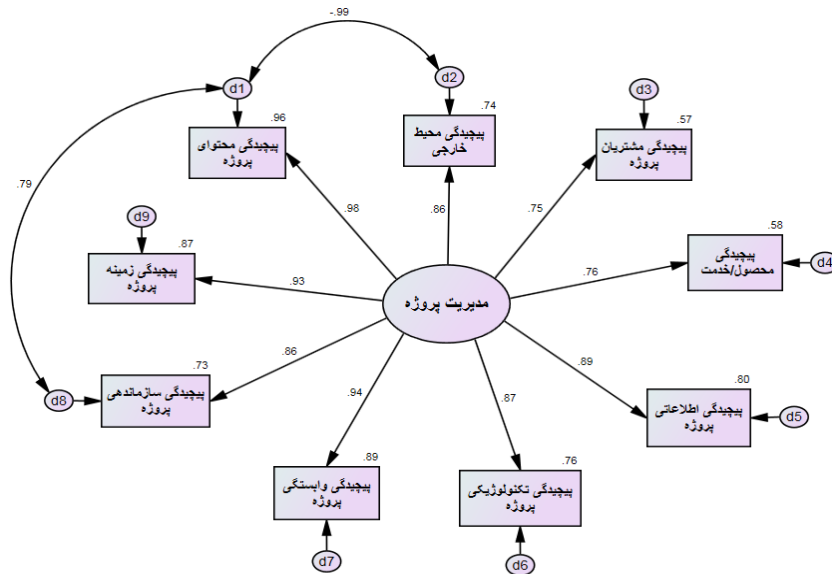 -.99
d1
d2
d3
.96
پیچیدگی محتوای
پروژه
.74
پیچیدگی محیط
خارجی
.57
پیچیدگی مشتریان
پروژه
.79
.98
.86
.75
d9
.87
پیچیدگی زمینه
پروژه
.93
.58
پیچیدگی
محصول/خدمت
d4
.76
مدیریت پروژه
.86
.73
پیچیدگی سازماندهی
پروژه
d8
.94
.87
.89
.80
پیچیدگی اطلاعاتی
پروژه
d5
.89
پیچیدگی وابستگی
پروژه
d7
.76
پیچیدگی تکنولوژیکی
پروژه
d6